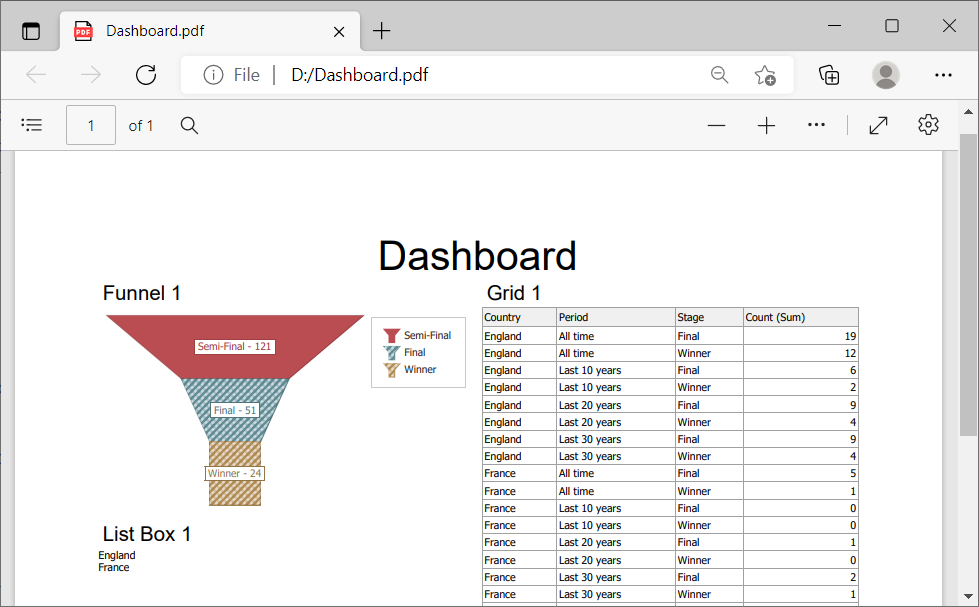 Dashboard.pdf
File | D:/Dashboard.pdf
1 of 1
Dashboard
Funnel 1
Semi-Final - 121
Final - 51
Winner - 24
Semi-Final
Final
Winner
List Box 1
England
France
Grid 1
Country Period Stage Count (Sum)
England All time Final 19
England All time Winner 12
England Last 10 years Final 6
England Last 10 years Winner 2
England Last 20 years Final 9
England Last 20 years Winner 4
England Last 30 years Final 9
England Last 30 years Winner 4
France All time Final 5
France All time Winner 1
France Last 10 years Final 0
France Last 10 years Winner 0
France Last 20 years Final 1
France Last 20 years Winner 0
France Last 30 years Final 2
France Last 30 years Winner 1